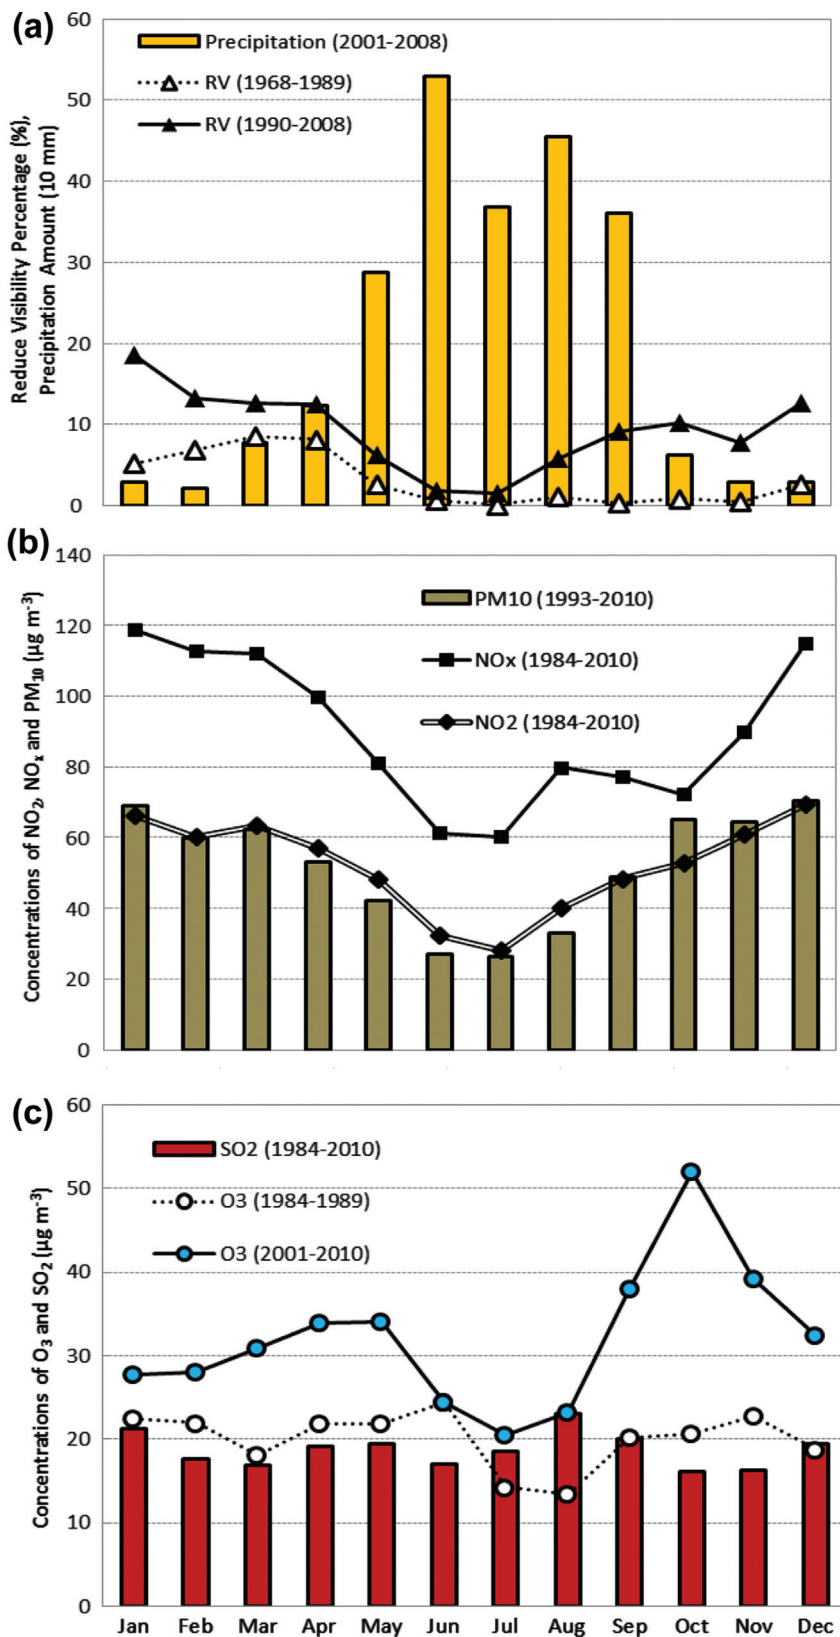 (a)
Reduce Visibility Percentage (%),
Precipitation Amount (10 mm)
60
50
40
30
20
10
0
Precipitation (2001-2008)
RV (1968-1989)
RV (1990-2008)
(b)
Concentrations of NO2, NOx and PM10 (µg m-3)
140
120
100
80
60
40
20
0
PM10 (1993-2010)
NOx (1984-2010)
NO2 (1984-2010)
(c)
Concentrations of O3 and SO2 (µg m-3)
60
50
40
30
20
10
0
SO2 (1984-2010)
O3 (1984-1989)
O3 (2001-2010)
Jan Feb Mar Apr May Jun Jul Aug Sep Oct Nov Dec